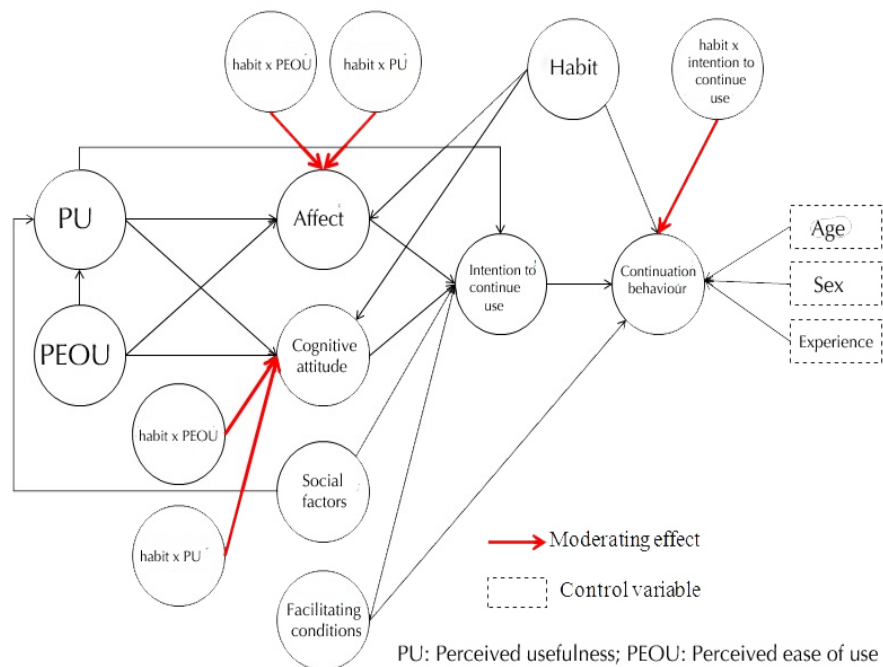 habit x PEOU
habit x PU
Habit
habit x
intention to
continue
use
PU
Affect
Age
Intention to
continue
use
Continuation
behaviour
Sex
PEOU
Cognitive
attitude
Experience
habit x PEOU
Social
factors
habit x PU
Moderating effect
Control variable
Facilitating
conditions
PU: Perceived usefulness; PEOU: Perceived ease of use